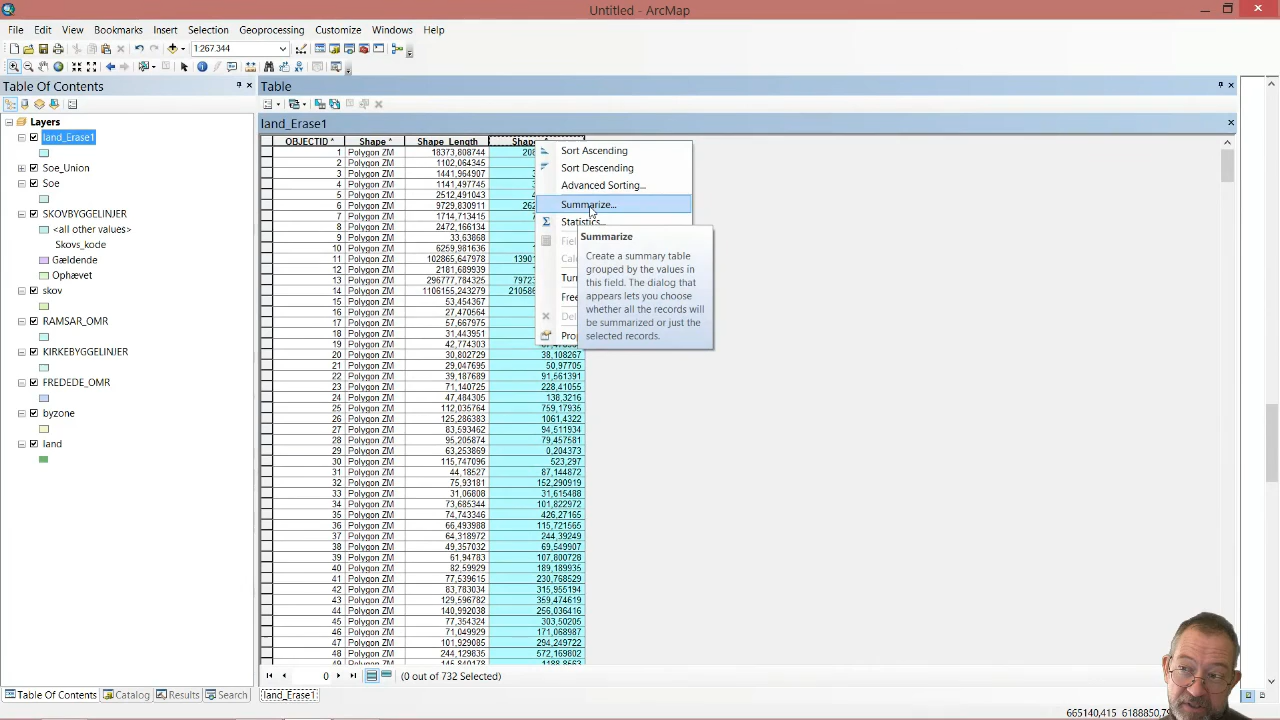 Untitled - ArcMap
File Edit View Bookmarks Insert Selection Geoprocessing Customize Windows Help
1:267.344
Table Of Contents
Table
land_Erase1
Layers
land_Erase1
Soe_Union
Soe
SKOVBYGGELINJER
<all other values>
Skovs_kode
Gældende
Ophævet
skov
RAMSAR_OMR
KIRKEBYGGELINJER
FREDEDE_OMR
byzone
land
OBJECTID * Shape * Shape_Length
1 Polygon ZM 18373,808744
2 Polygon ZM 1102,064345
3 Polygon ZM 1441,964907
4 Polygon ZM 1141,497745
5 Polygon ZM 2512,491043
6 Polygon ZM 9729,830911
7 Polygon ZM 1714,713415
8 Polygon ZM 2472,166134
9 Polygon ZM 33,63868
10 Polygon ZM 6259,981636
11 Polygon ZM 102865,647978
12 Polygon ZM 2181,689939
13 Polygon ZM 296777,784325
14 Polygon ZM 1106155,243279
15 Polygon ZM 53,454367
16 Polygon ZM 27,470564
17 Polygon ZM 57,667975
18 Polygon ZM 31,443951
19 Polygon ZM 42,774303
20 Polygon ZM 30,802729 38,108267
21 Polygon ZM 29,047695 50,97705
22 Polygon ZM 39,187689 91,561391
23 Polygon ZM 71,140725 228,41055
24 Polygon ZM 47,484305 138,3216
25 Polygon ZM 112,035764 759,17935
26 Polygon ZM 125,286383 1061,4322
27 Polygon ZM 83,593462 94,511934
28 Polygon ZM 95,205874 79,457581
29 Polygon ZM 63,253869 0,204373
30 Polygon ZM 115,747096 523,297
31 Polygon ZM 44,18527 87,144872
32 Polygon ZM 75,93181 152,290919
33 Polygon ZM 31,06808 31,615488
34 Polygon ZM 73,685344 101,822972
35 Polygon ZM 74,743346 426,27165
36 Polygon ZM 66,493988 115,721565
37 Polygon ZM 64,318972 244,39249
38 Polygon ZM 49,357032 69,549907
39 Polygon ZM 61,94783 107,800728
40 Polygon ZM 82,59929 189,189935
41 Polygon ZM 77,539615 230,768529
42 Polygon ZM 83,783034 315,955194
43 Polygon ZM 129,596782 359,474619
44 Polygon ZM 140,992038 256,036416
45 Polygon ZM 77,354324 303,50205
46 Polygon ZM 71,049929 171,068987
47 Polygon ZM 101,929085 294,249722
48 Polygon ZM 244,129835 572,169802
Sort Ascending
Sort Descending
Advanced Sorting...
Summarize...
Statistics...
Summarize
Create a summary table
grouped by the values in
this field. The dialog that
appears lets you choose
whether all the records will
be summarized or just the
selected records.
0 (0 out of 732 Selected)
Table Of Contents Catalog Results Search
land_Erase1